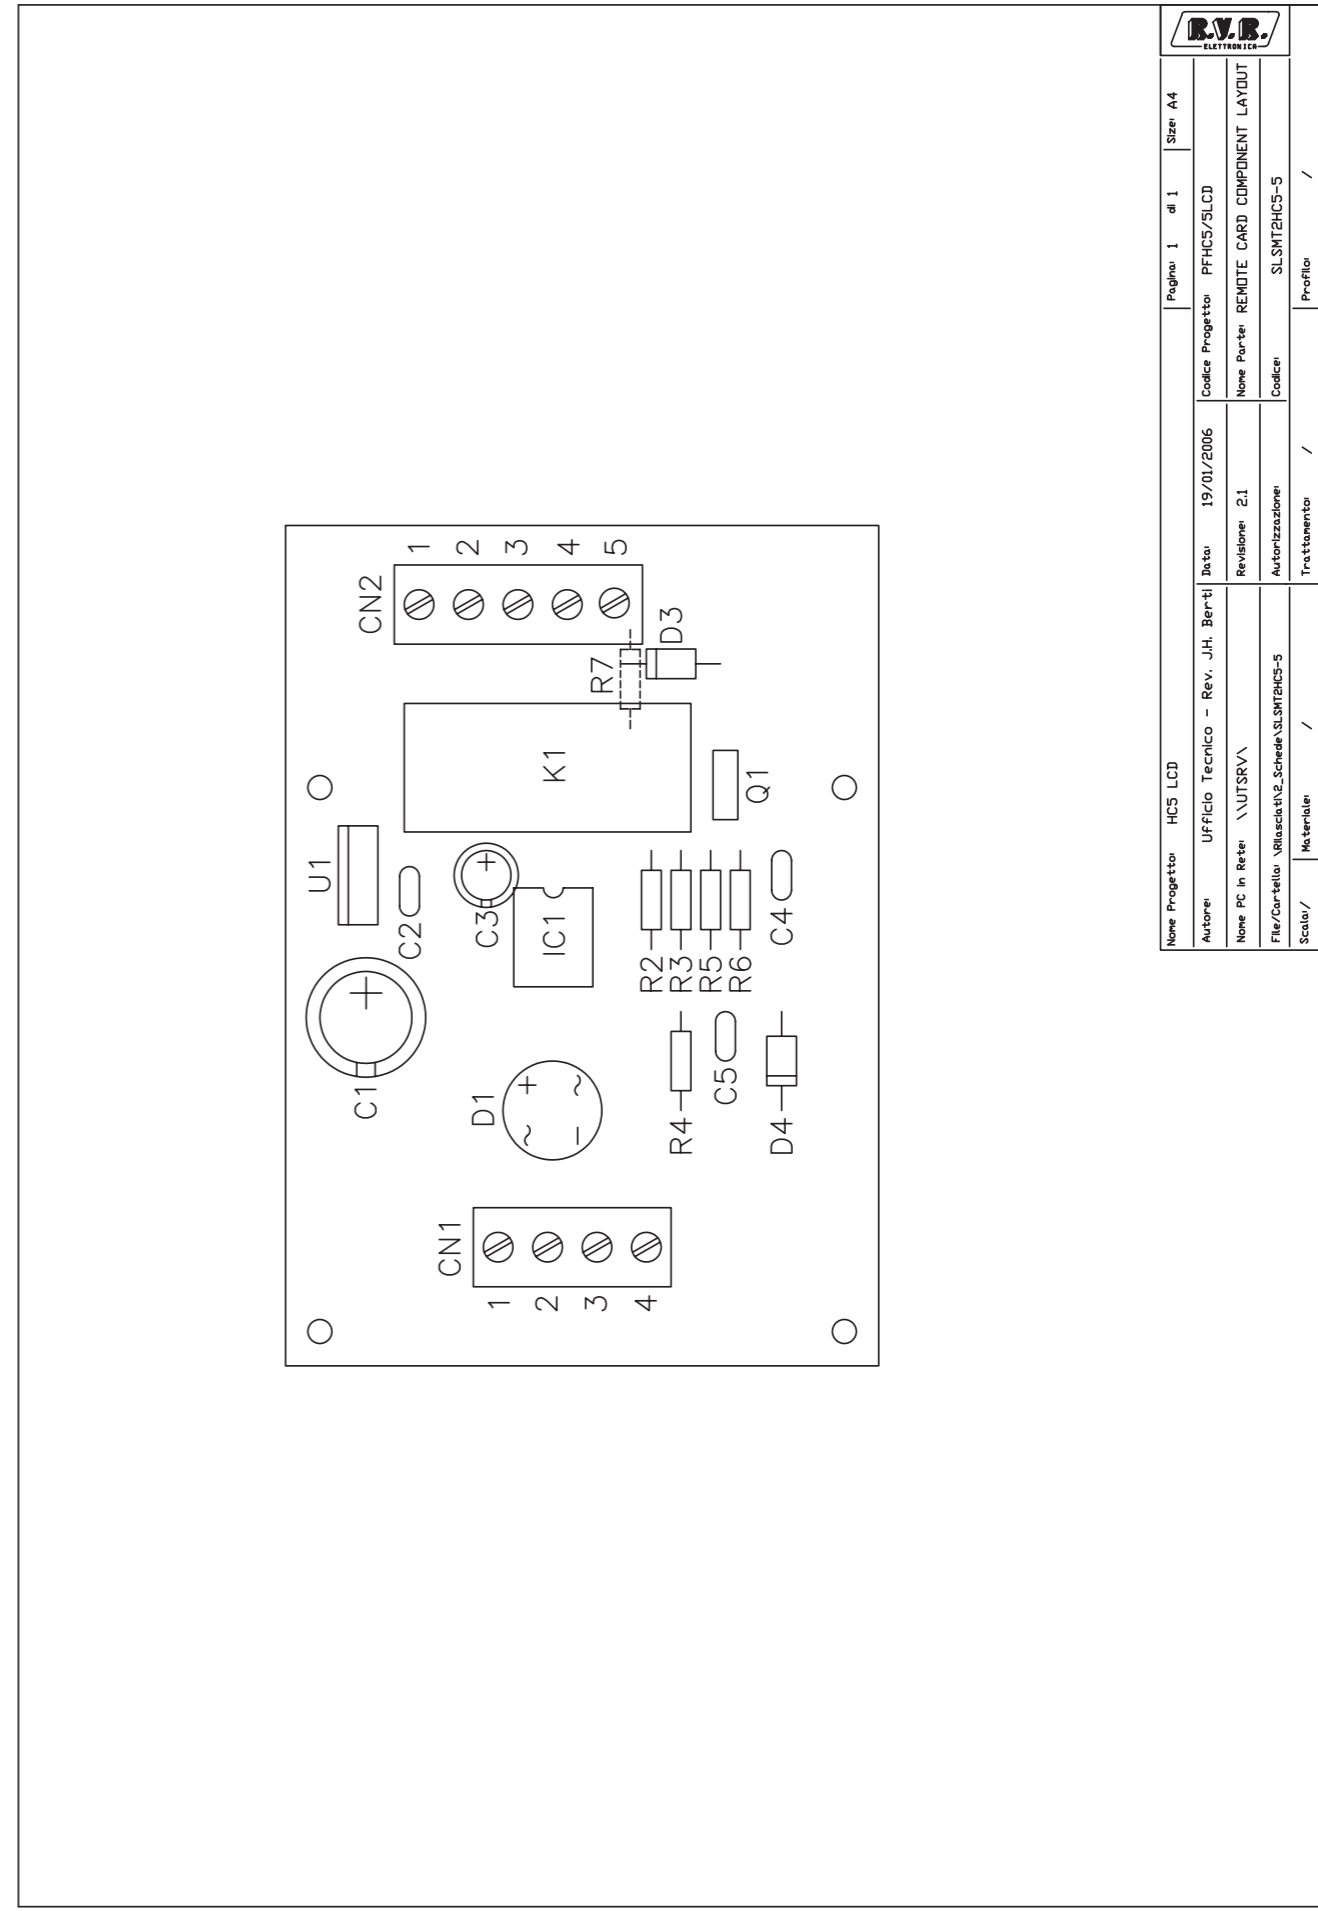 CN1
1
2
3
4
C1
D1
+
~
~
-
R4
C5
D4
U1
C2
C3
+
+
IC1
R2
R3
R5
R6
C4
K1
Q1
R7
D3
CN2
1
2
3
4
5
Nome Progetto: HC5 LCD Pagina: 1 di 1 Size: A4
R.V.R.
ELETTRONICA
Autore: Ufficio Tecnico - Rev. J.H. Berti Data: 19/01/2006 Codice Progetto: PFHC5/5LCD
Nome PC in Rete: \\UTSRV\ Revisione: 2.1 Nome Parte: REMOTE CARD COMPONENT LAYOUT
File/Cartella: \Rilasciati\2_Schede\SLSMT2HC5-5 Autorizzazione: Codice: SLSMT2HC5-5
Scala:/ Materiale: / Trattamento: / Profilo: /